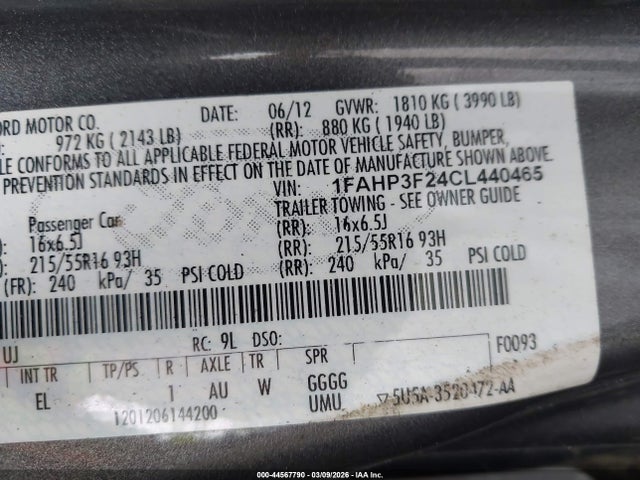 ORD MOTOR CO. DATE: 06/12 GVWR: 1810 KG ( 3990 LB)
972 KG ( 2143 LB) (RR): 880 KG ( 1940 LB)
LE CONFORMS TO ALL APPLICABLE FEDERAL MOTOR VEHICLE SAFETY, BUMPER,
PREVENTION STANDARDS IN EFFECT ON THE DATE OF MANUFACTURE SHOWN ABOVE.
VIN: 1FAHP3F24CL440465
Passenger Car TRAILER TOWING - SEE OWNER GUIDE
16x6.5J (RR): 16x6.5J
215/55R16 93H (RR): 215/55R16 93H
(FR): 240 kPa/ 35 PSI COLD (RR): 240 kPa/ 35 PSI COLD
UJ RC: 9L DSO: F0093
INT TR TP/PS R AXLE TR SPR
EL 1 AU W GGGG
UMU 5U5A-3520472-AA
1201206144200
000-44567790 - 03/09/2026 - IAA Inc.